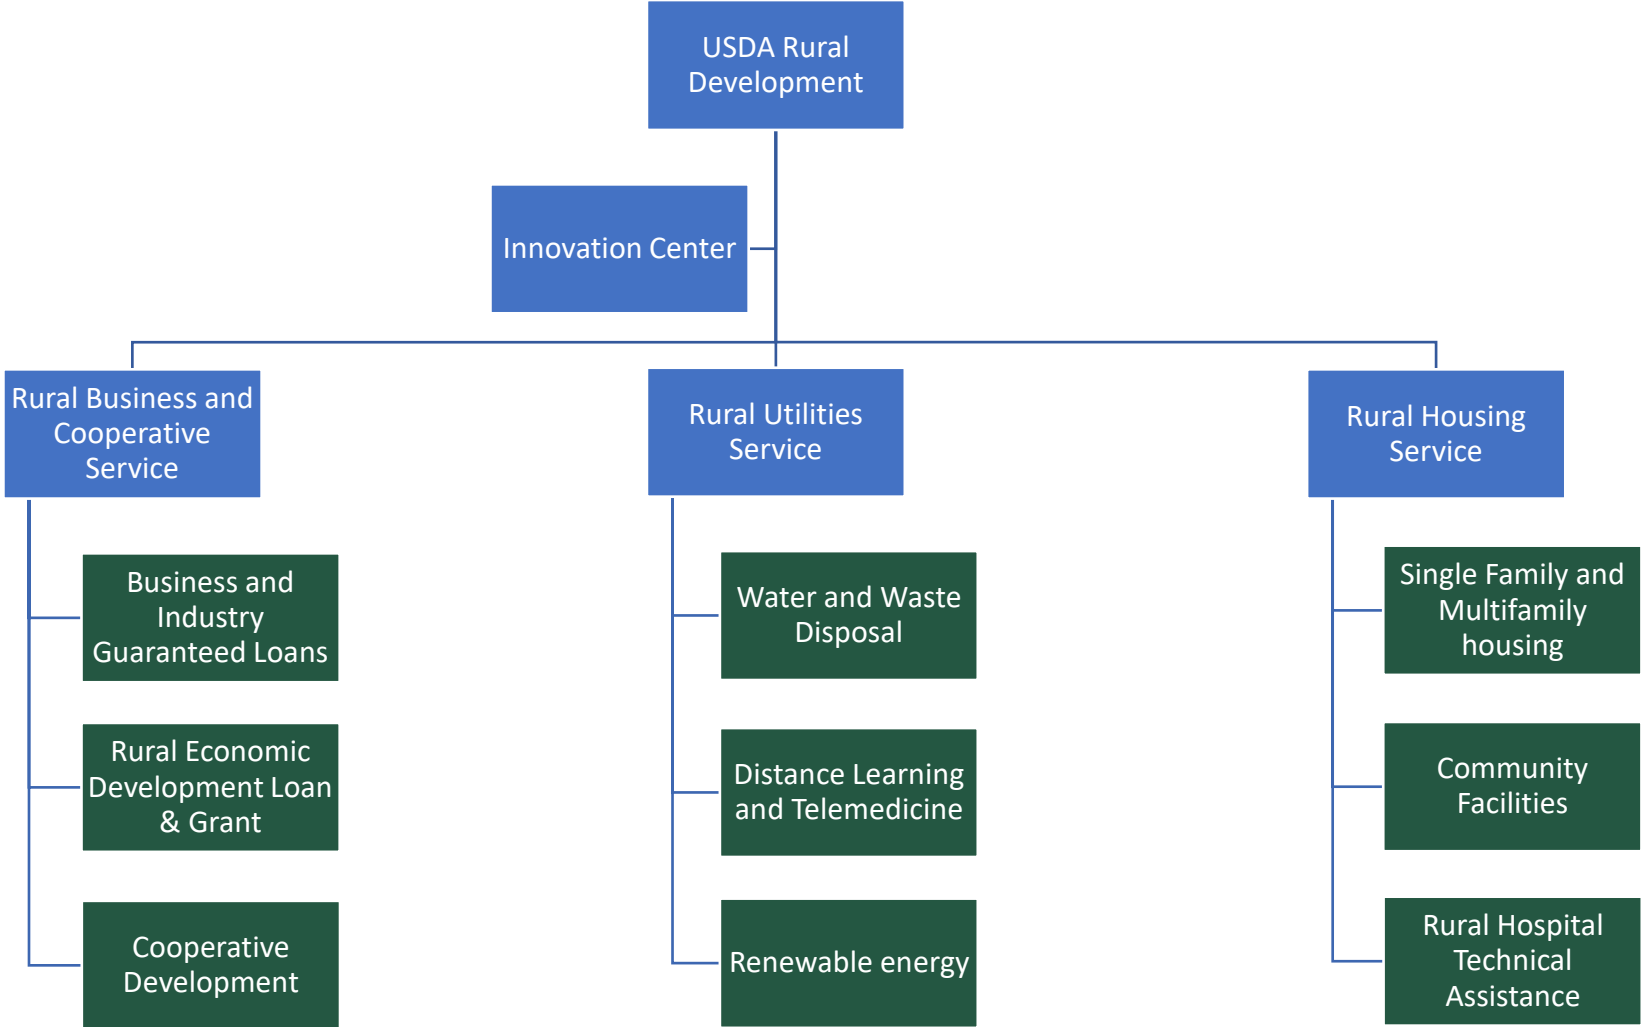 USDA Rural
Development
Innovation Center
Rural Business and
Cooperative
Service
Rural Utilities
Service
Rural Housing
Service
Business and
Industry
Guaranteed Loans
Rural Economic
Development Loan
& Grant
Cooperative
Development
Water and Waste
Disposal
Distance Learning
and Telemedicine
Renewable energy
Single Family and
Multifamily
housing
Community
Facilities
Rural Hospital
Technical
Assistance